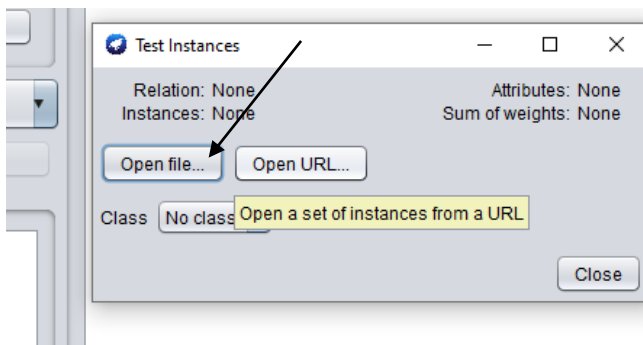 Test Instances
Relation: None Attributes: None
Instances: None Sum of weights: None
Open file... Open URL...
Class No class Open a set of instances from a URL
Close